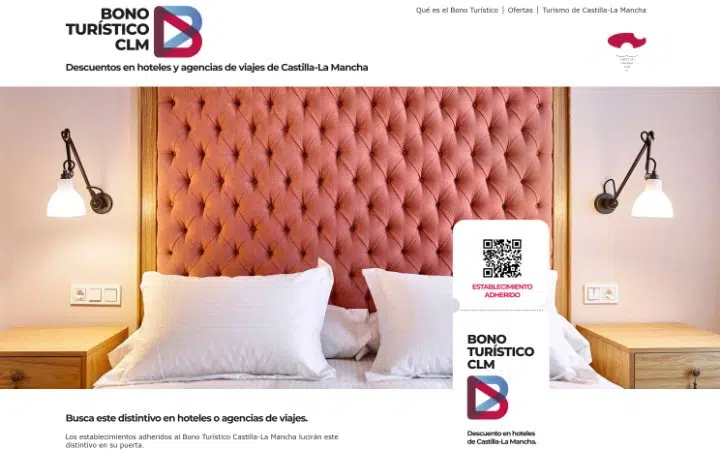 BONO
TURÍSTICO
CLM
Descuentos en hoteles y agencias de viajes de Castilla-La Mancha
Qué es el Bono Turístico | Ofertas | Turismo de Castilla-La Mancha
ESTABLECIMIENTO
ADHERIDO
BONO
TURÍSTICO
CLM
Descuento en hoteles
de Castilla-La Mancha.
Busca este distintivo en hoteles o agencias de viajes.
Los establecimientos adheridos al Bono Turístico Castilla-La Mancha lucirán este
distintivo en su puerta.